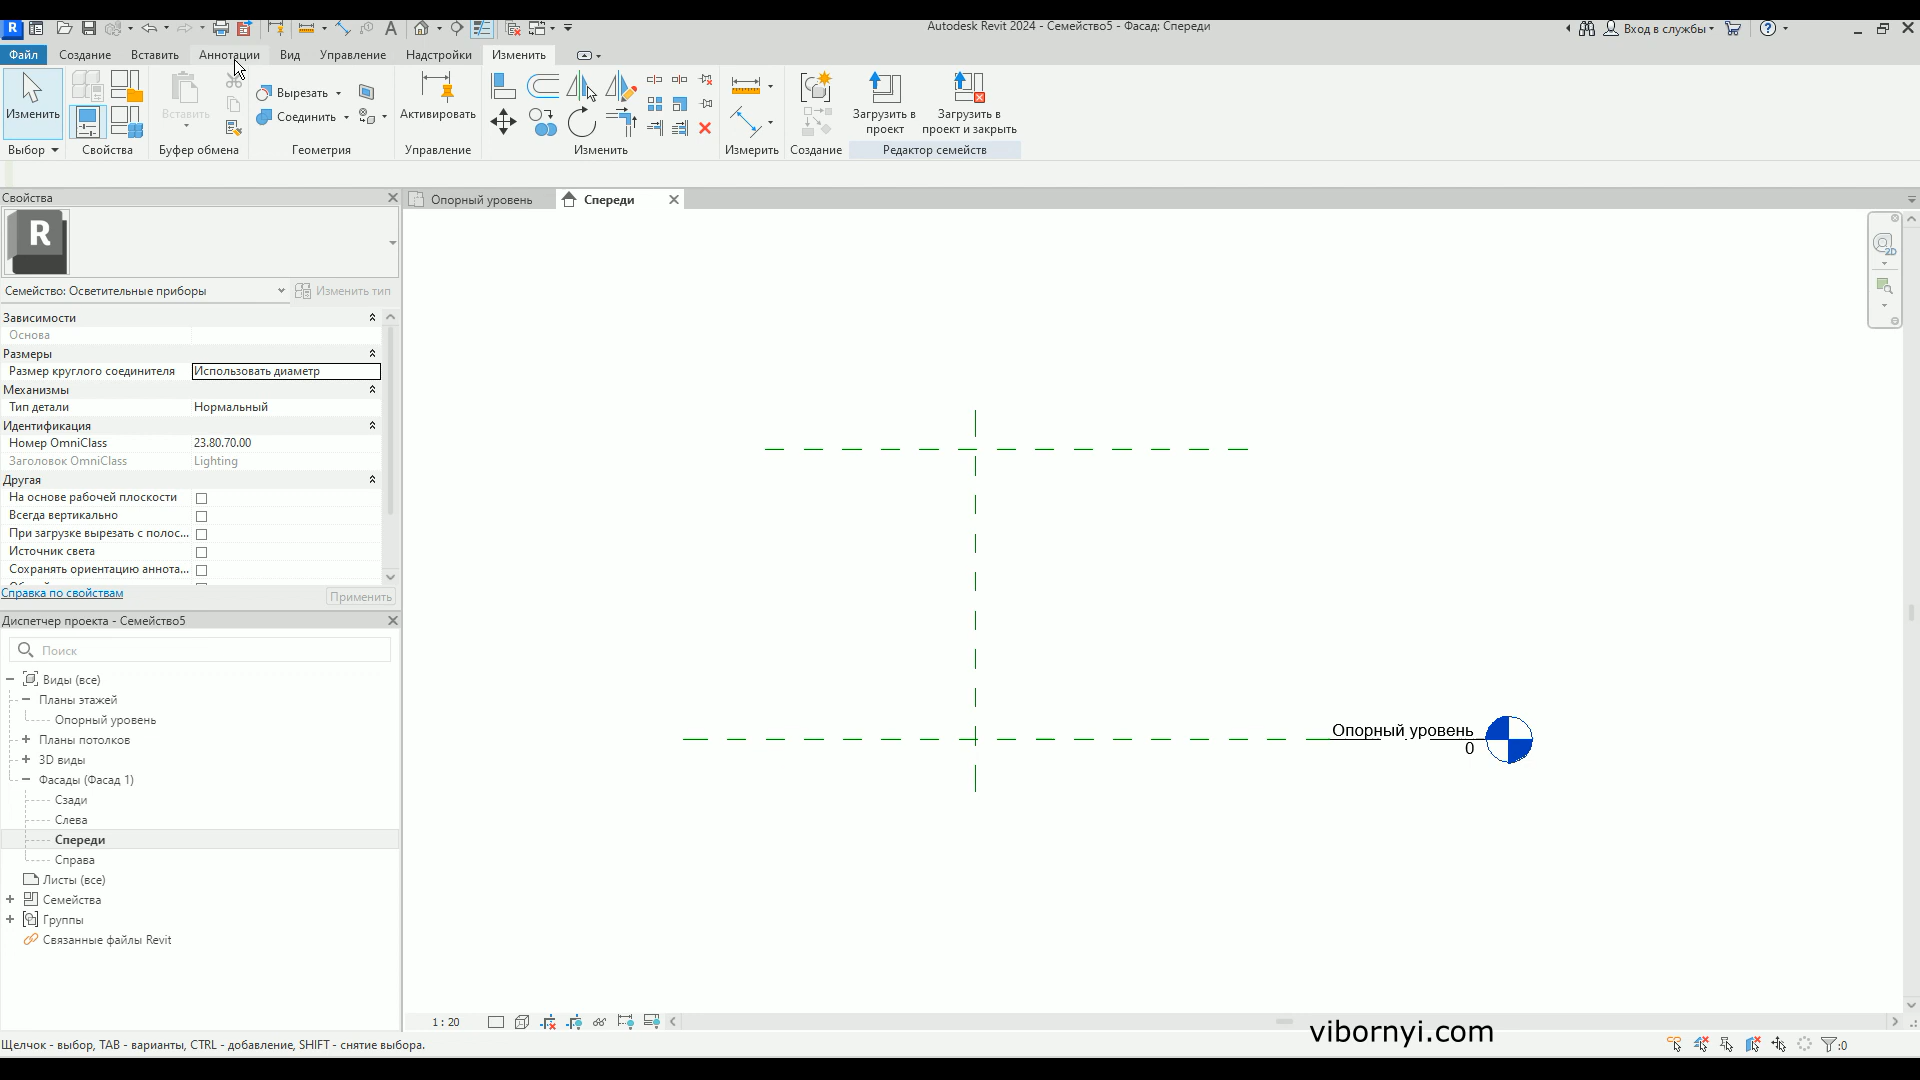 Autodesk Revit 2024 - Семейство5 - Фасад: Спереди
Вход в службы
Файл
Создание
Вставить
Аннотации
Вид
Управление
Надстройки
Изменить
Изменить
Вставить
Вырезать
Соединить
Активировать
Загрузить в
проект
Загрузить в
проект и закрыть
Выбор
Свойства
Буфер обмена
Геометрия
Управление
Изменить
Измерить
Создание
Редактор семейств
Свойства
Опорный уровень
Спереди
R
Семейство: Осветительные приборы
Изменить тип
Зависимости
Основа
Размеры
Размер круглого соединителя
Использовать диаметр
Механизмы
Тип детали
Нормальный
Идентификация
Номер OmniClass
23.80.70.00
Заголовок OmniClass
Lighting
Другая
На основе рабочей плоскости
Всегда вертикально
При загрузке вырезать с полос...
Источник света
Сохранять ориентацию аннота...
Справка по свойствам
Применить
Диспетчер проекта - Семейство5
Поиск
Виды (все)
Планы этажей
Опорный уровень
Планы потолков
3D виды
Фасады (Фасад 1)
Сзади
Слева
Спереди
Справа
Листы (все)
Семейства
Группы
Связанные файлы Revit
2D
Опорный уровень
0
1 : 20
vibornyi.com
Щелчок - выбор, TAB - варианты, CTRL - добавление, SHIFT - снятие выбора.
:0